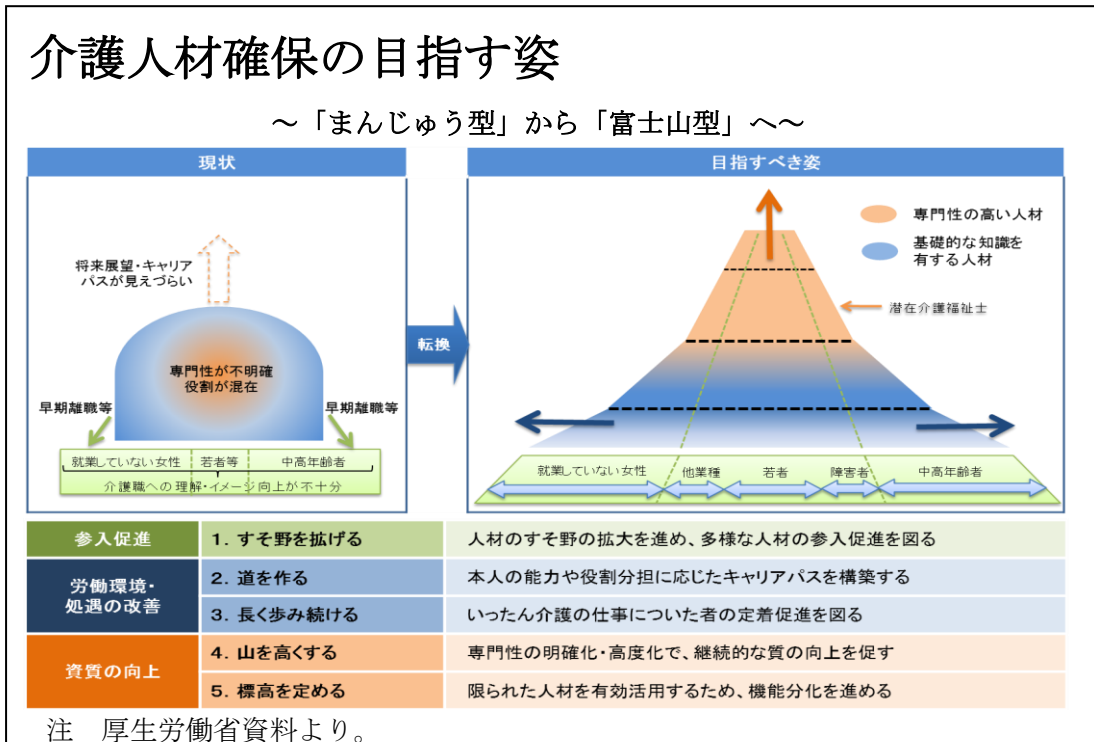 介護人材確保の目指す姿
～「まんじゅう型」から「富士山型」へ～
現状
将来展望・キャリア
パスが見えづらい
専門性が不明確
役割が混在
早期離職等
早期離職等
就業していない女性
若者等
中高年齢者
介護職への理解・イメージ向上が不十分
転換
目指すべき姿
専門性の高い人材
基礎的な知識を
有する人材
潜在介護福祉士
就業していない女性
他業種
若者
障害者
中高年齢者
参入促進
1. すそ野を拡げる
人材のすそ野の拡大を進め、多様な人材の参入促進を図る
労働環境・
処遇の改善
2. 道を作る
本人の能力や役割分担に応じたキャリアパスを構築する
3. 長く歩み続ける
いったん介護の仕事についた者の定着促進を図る
資質の向上
4. 山を高くする
専門性の明確化・高度化で、継続的な質の向上を促す
5. 標高を定める
限られた人材を有効活用するため、機能分化を進める
注　厚生労働省資料より。